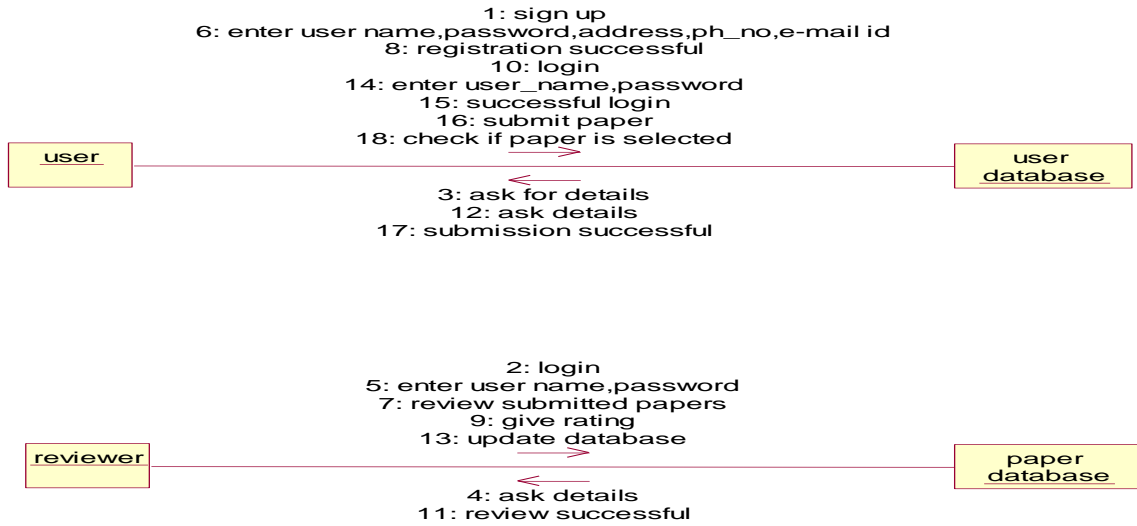 1: sign up
6: enter user name,password,address,ph_no,e-mail id
8: registration successful
10: login
14: enter user_name,password
15: successful login
16: submit paper
18: check if paper is selected
user
user
database
3: ask for details
12: ask details
17: submission successful
2: login
5: enter user name,password
7: review submitted papers
9: give rating
13: update database
reviewer
paper
database
4: ask details
11: review successful